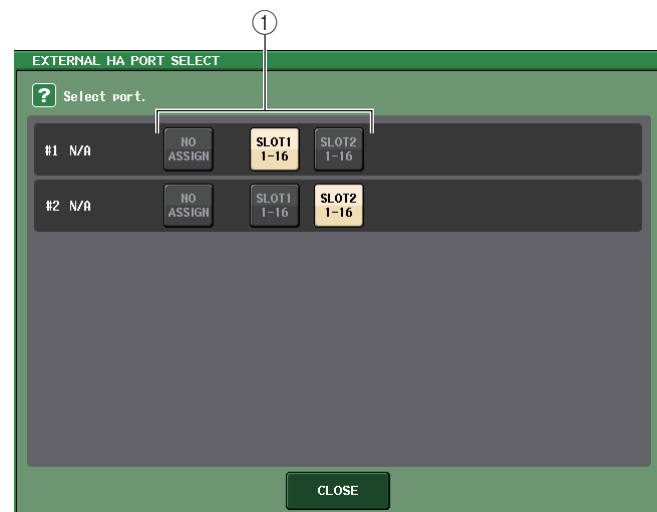 ①
EXTERNAL HA PORT SELECT
? Select port.
#1 N/A NO ASSIGN SLOT1 1-16 SLOT2 1-16
#2 N/A NO ASSIGN SLOT1 1-16 SLOT2 1-16
CLOSE